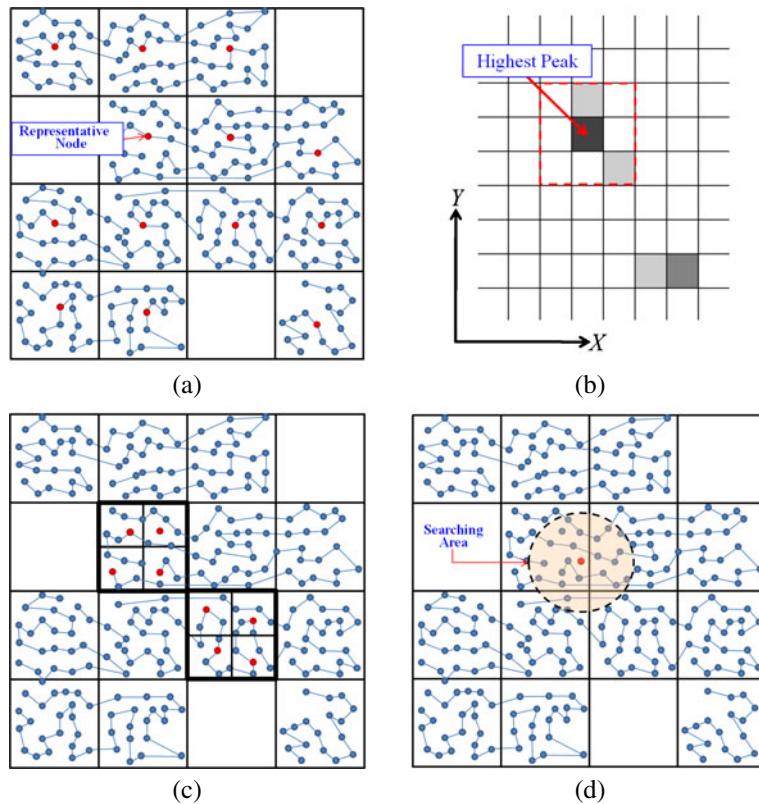 Representative
Node
Highest Peak
Y
X
(a)
(b)
Searching
Area
(c)
(d)